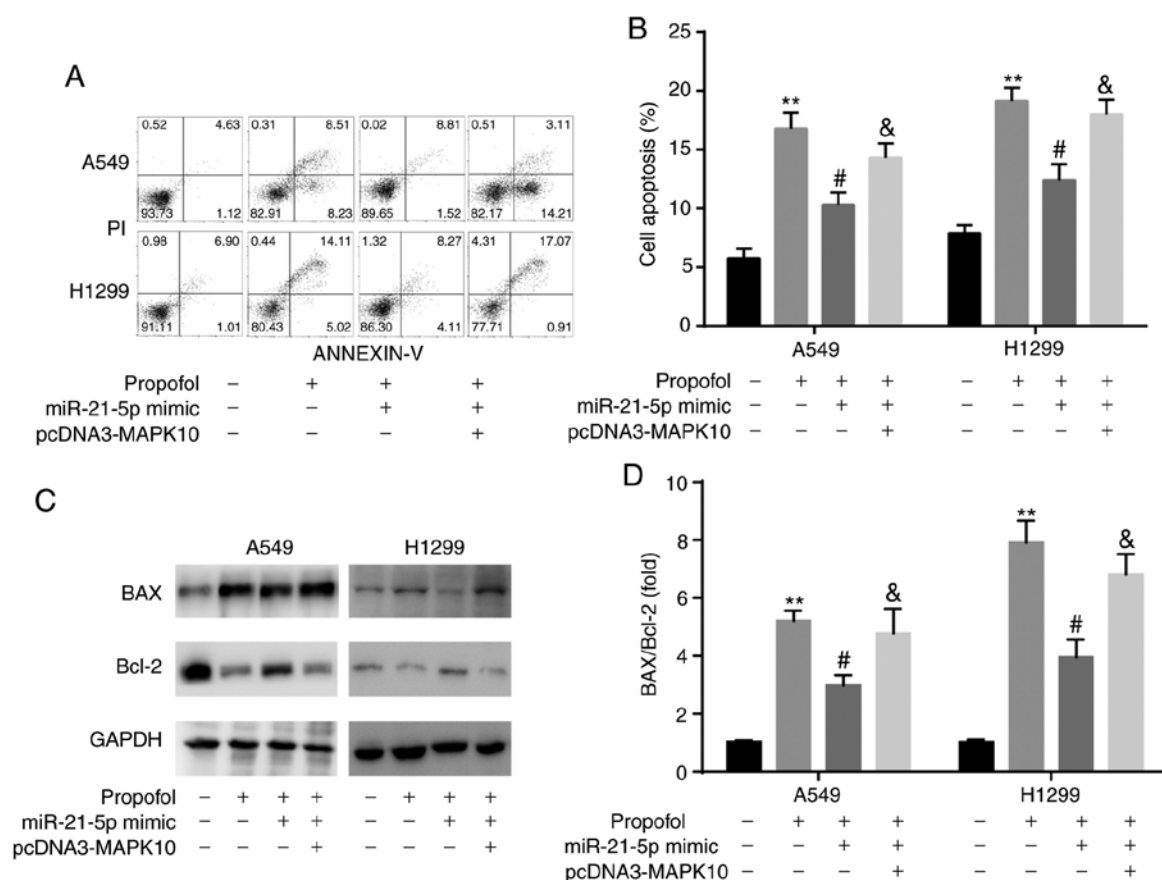 A
0.52 4.63 0.31 8.51 0.02 8.81 0.51 3.11
A549
93.73 1.12 82.91 8.23 89.65 1.52 82.17 14.21
PI
0.98 6.90 0.44 14.11 1.32 8.27 4.31 17.07
H1299
91.11 1.01 80.43 5.02 86.30 4.11 77.71 0.91
ANNEXIN-V
Propofol − + + +
miR-21-5p mimic − − + +
pcDNA3-MAPK10 − − − +
B
25
20
15
10
5
0
Cell apoptosis (%)
** # & ** # &
A549 H1299
Propofol − + + + − + + +
miR-21-5p mimic − − + + − − + +
pcDNA3-MAPK10 − − − + − − − +
C
A549 H1299
BAX
Bcl-2
GAPDH
Propofol − + + + − + + +
miR-21-5p mimic − − + + − − + +
pcDNA3-MAPK10 − − − + − − − +
D
10
8
6
4
2
0
BAX/Bcl-2 (fold)
** # & ** # &
A549 H1299
Propofol − + + + − + + +
miR-21-5p mimic − − + + − − + +
pcDNA3-MAPK10 − − − + − − − +